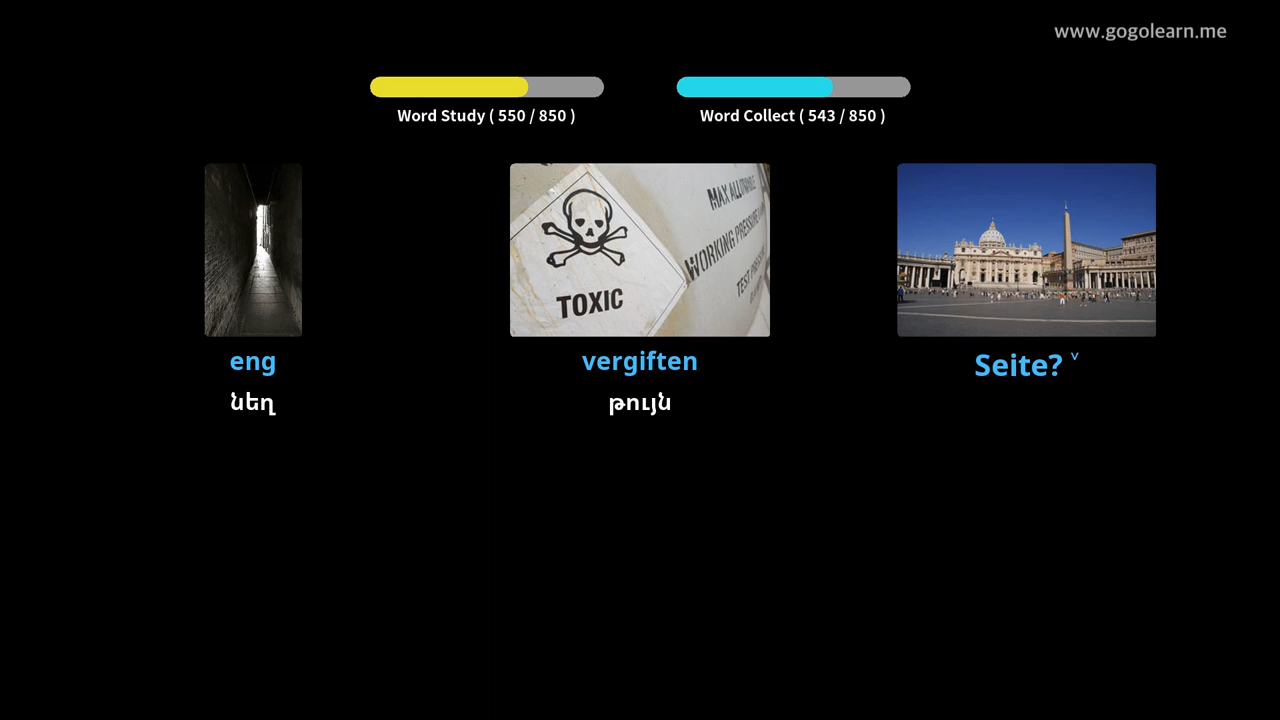 www.gogolearn.me
Word Study ( 550 / 850 )
Word Collect ( 543 / 850 )
TOXIC
MAX
WORKING PRESSURE
TEST
eng
vergiften
Seite? v
նեղ
թույն